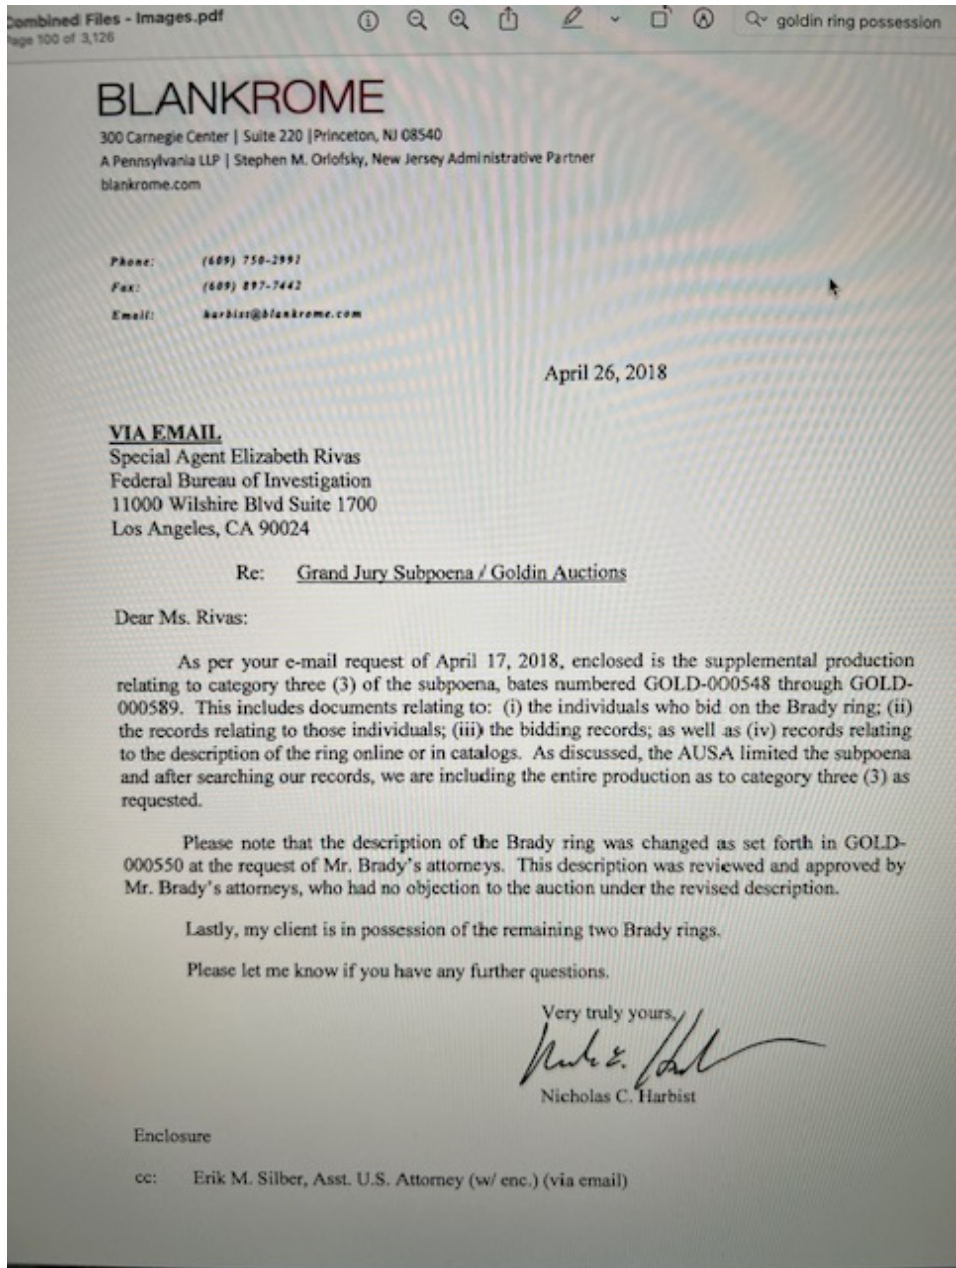 Combined Files - Images.pdf
Page 100 of 3,126
goldin ring possession
BLANKROME
300 Carnegie Center | Suite 220 |Princeton, NJ 08540
A Pennsylvania LLP | Stephen M. Orlofsky, New Jersey Administrative Partner
blankrome.com
Phone: (609) 750-2991
Fax: (609) 897-7442
Email: harbist@blankrome.com
April 26, 2018
VIA EMAIL
Special Agent Elizabeth Rivas
Federal Bureau of Investigation
11000 Wilshire Blvd Suite 1700
Los Angeles, CA 90024
Re: Grand Jury Subpoena / Goldin Auctions
Dear Ms. Rivas:
As per your e-mail request of April 17, 2018, enclosed is the supplemental production
relating to category three (3) of the subpoena, bates numbered GOLD-000548 through GOLD-
000589. This includes documents relating to: (i) the individuals who bid on the Brady ring; (ii)
the records relating to those individuals; (iii) the bidding records; as well as (iv) records relating
to the description of the ring online or in catalogs. As discussed, the AUSA limited the subpoena
and after searching our records, we are including the entire production as to category three (3) as
requested.
Please note that the description of the Brady ring was changed as set forth in GOLD-
000550 at the request of Mr. Brady's attorneys. This description was reviewed and approved by
Mr. Brady's attorneys, who had no objection to the auction under the revised description.
Lastly, my client is in possession of the remaining two Brady rings.
Please let me know if you have any further questions.
Very truly yours,
Nicholas C. Harbist
Enclosure
cc: Erik M. Silber, Asst. U.S. Attorney (w/ enc.) (via email)